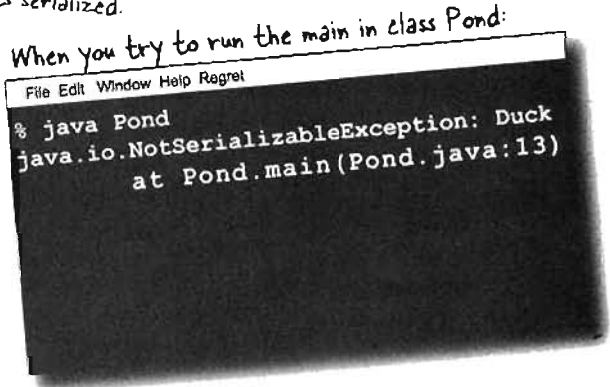 serialized.
When you try to run the main in class Pond:
File Edit Window Help Regret
% java Pond
java.io.NotSerializableException: Duck
at Pond.main(Pond.java:13)